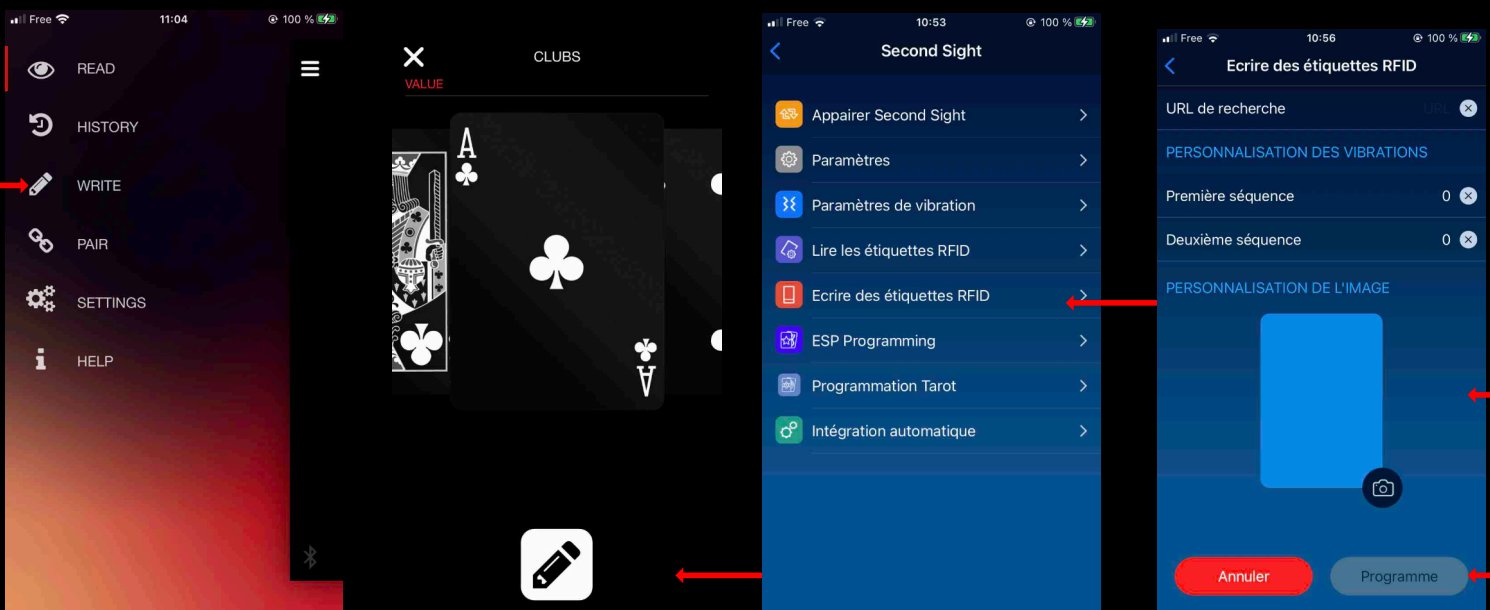 Free 11:04 100 %
READ
HISTORY
WRITE
PAIR
SETTINGS
HELP
CLUBS
VALUE
A
A
Free 10:53 100 %
Second Sight
Appairer Second Sight
Paramètres
Paramètres de vibration
Lire les étiquettes RFID
Ecrire des étiquettes RFID
ESP Programming
Programmation Tarot
Intégration automatique
Free 10:56 100 %
Ecrire des étiquettes RFID
URL de recherche URL
PERSONNALISATION DES VIBRATIONS
Première séquence 0
Deuxième séquence 0
PERSONNALISATION DE L'IMAGE
Annuler Programme